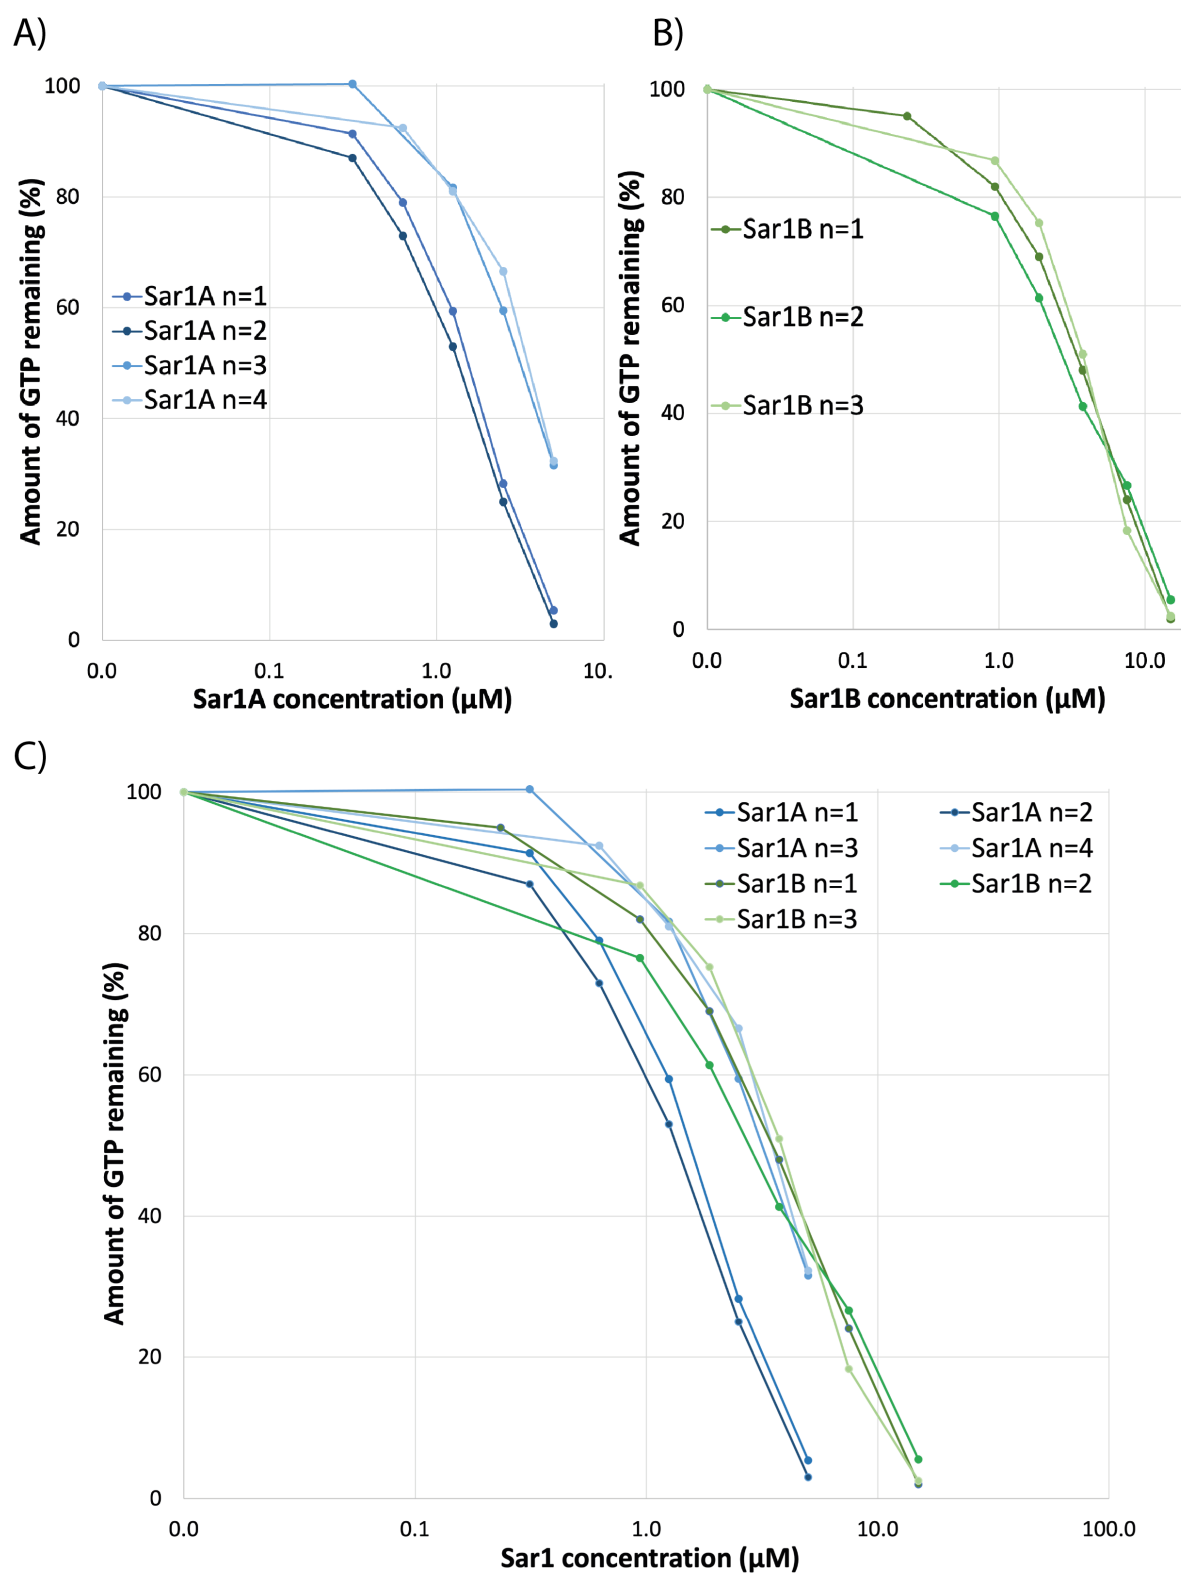 A)
Amount of GTP remaining (%)
100
80
60
40
20
0
Sar1A n=1
Sar1A n=2
Sar1A n=3
Sar1A n=4
0.0 0.1 1.0 10.
Sar1A concentration (µM)
B)
Amount of GTP remaining (%)
100
80
60
40
20
0
Sar1B n=1
Sar1B n=2
Sar1B n=3
0.0 0.1 1.0 10.0
Sar1B concentration (µM)
C)
Amount of GTP remaining (%)
100
80
60
40
20
0
Sar1A n=1 Sar1A n=2
Sar1A n=3 Sar1A n=4
Sar1B n=1 Sar1B n=2
Sar1B n=3
0.0 0.1 1.0 10.0 100.0
Sar1 concentration (µM)